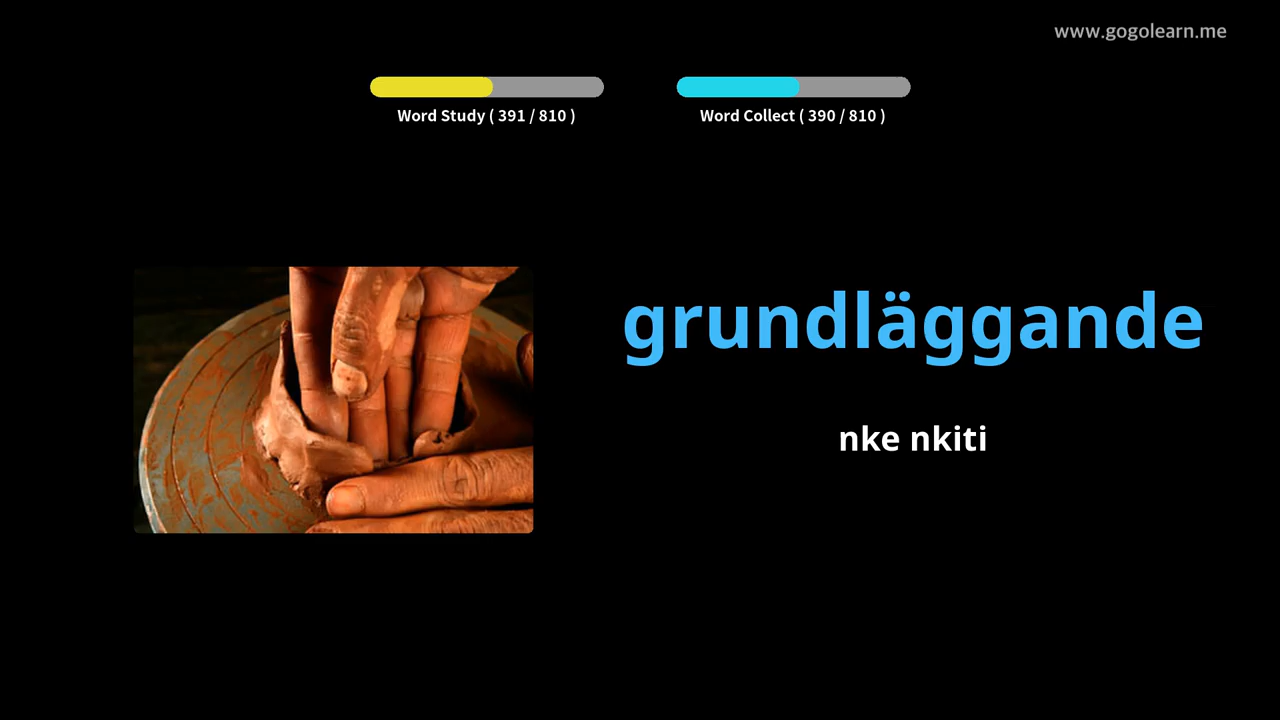 www.gogolearn.me
Word Study ( 391 / 810 )
Word Collect ( 390 / 810 )
grundläggande
nke nkiti